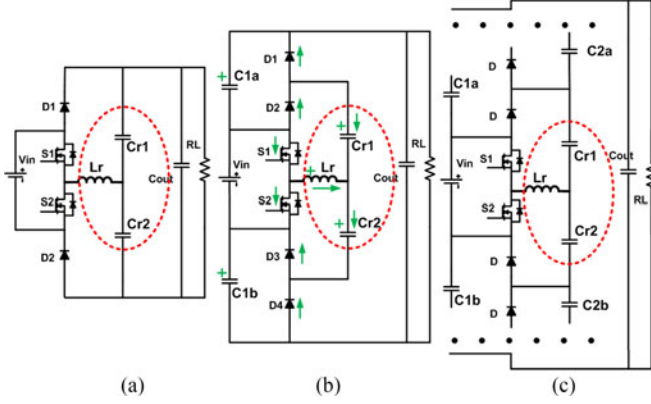 D1
S1
Vin
Lr
Cr1
RL
Cout
S2
Cr2
D2
(a)
D1
C1a
D2
S1
Cr1
RL
Vin
Lr
Cout
S2
Cr2
D3
C1b
D4
(b)
C2a
D
C1a
D
S1
Cr1
Cout
Vin
Lr
RL
S2
Cr2
D
C1b
D
C2b
(c)